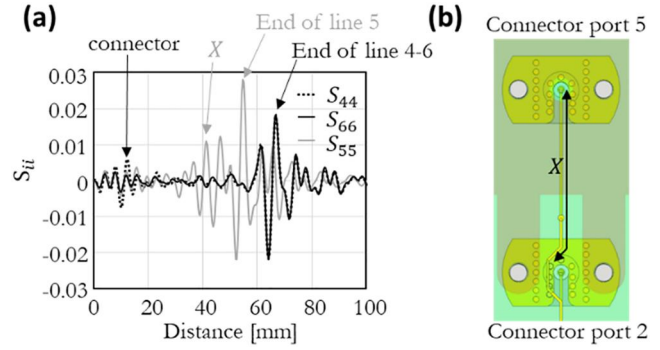 (a)
End of line 5
connector
X
End of line 4-6
0.03
0.02
0.01
0
-0.01
-0.02
-0.03
S44
S66
S55
Sii
0
20
40
60
80
100
Distance [mm]
(b)
Connector port 5
X
Connector port 2